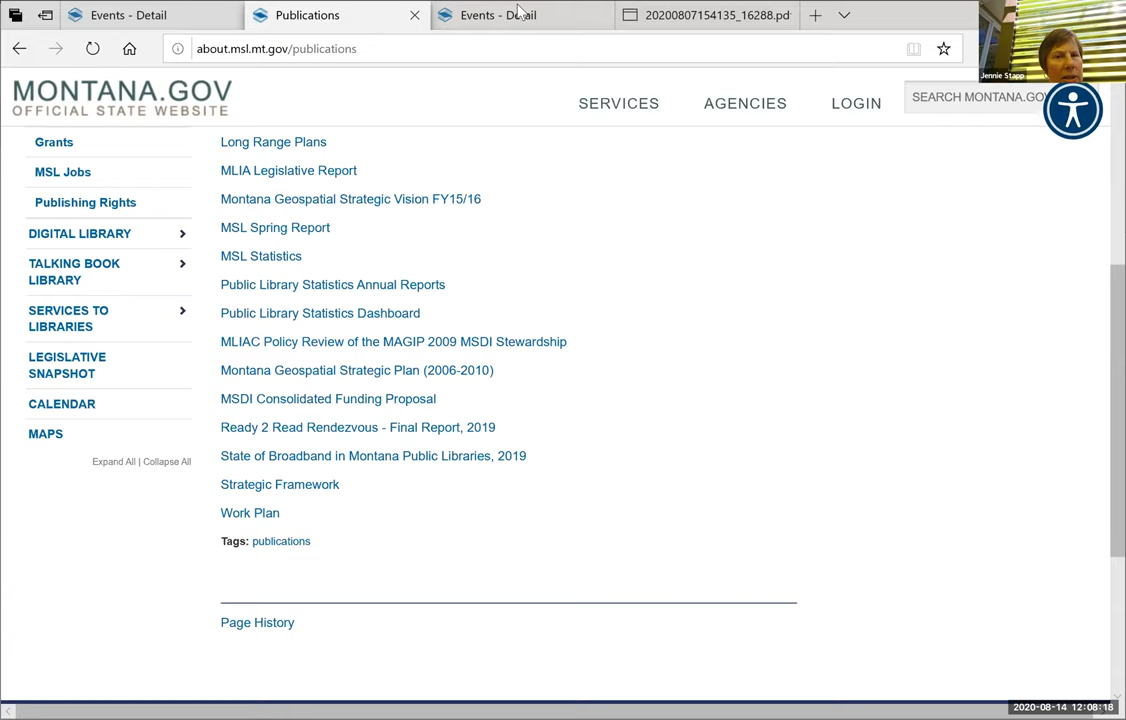 Events - Detail
Publications
Events - Detail
20200807154135_16288.pdf
about.msl.mt.gov/publications
Jennie Stapp
MONTANA.GOV
OFFICIAL STATE WEBSITE
SERVICES
AGENCIES
LOGIN
SEARCH MONTANA.GOV
Grants
MSL Jobs
Publishing Rights
DIGITAL LIBRARY
TALKING BOOK
LIBRARY
SERVICES TO
LIBRARIES
LEGISLATIVE
SNAPSHOT
CALENDAR
MAPS
Expand All | Collapse All
Long Range Plans
MLIA Legislative Report
Montana Geospatial Strategic Vision FY15/16
MSL Spring Report
MSL Statistics
Public Library Statistics Annual Reports
Public Library Statistics Dashboard
MLIAC Policy Review of the MAGIP 2009 MSDI Stewardship
Montana Geospatial Strategic Plan (2006-2010)
MSDI Consolidated Funding Proposal
Ready 2 Read Rendezvous - Final Report, 2019
State of Broadband in Montana Public Libraries, 2019
Strategic Framework
Work Plan
Tags: publications
Page History
2020-08-14 12:08:18